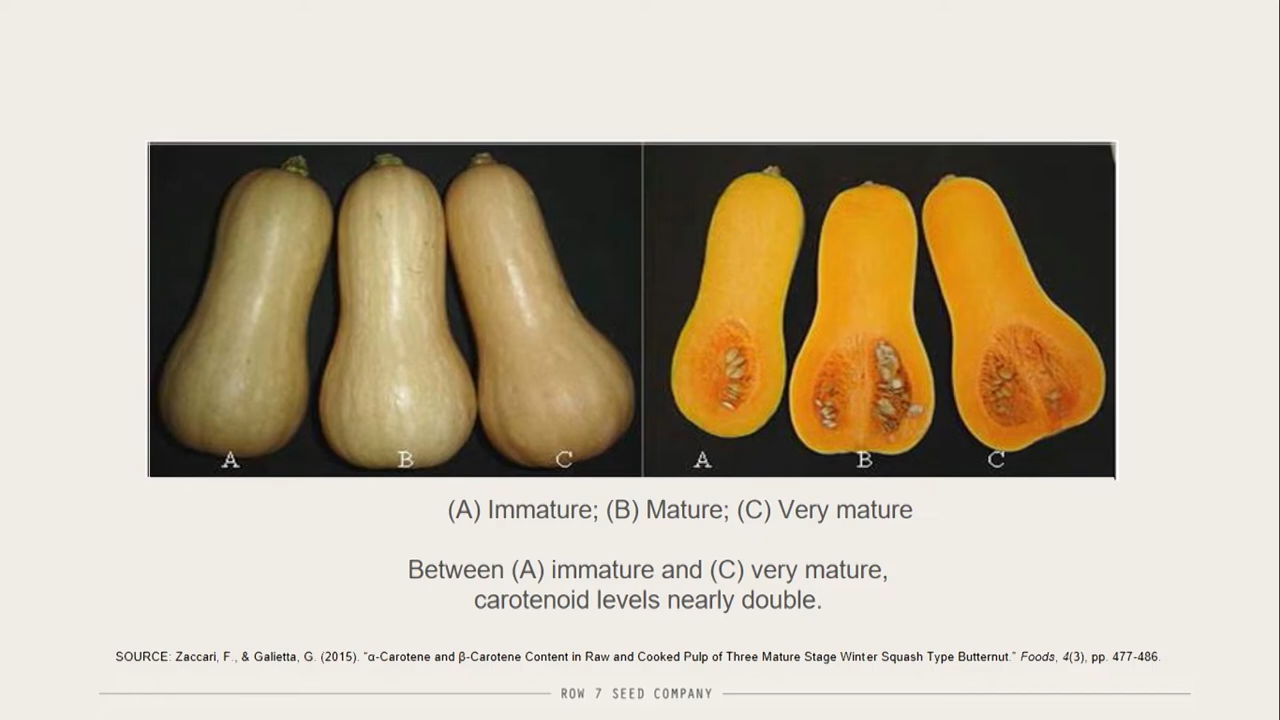 A B C A B C
(A) Immature; (B) Mature; (C) Very mature
Between (A) immature and (C) very mature,
carotenoid levels nearly double.
SOURCE: Zaccari, F., & Galietta, G. (2015). "α-Carotene and β-Carotene Content in Raw and Cooked Pulp of Three Mature Stage Winter Squash Type Butternut." Foods, 4(3), pp. 477-486.
ROW 7 SEED COMPANY